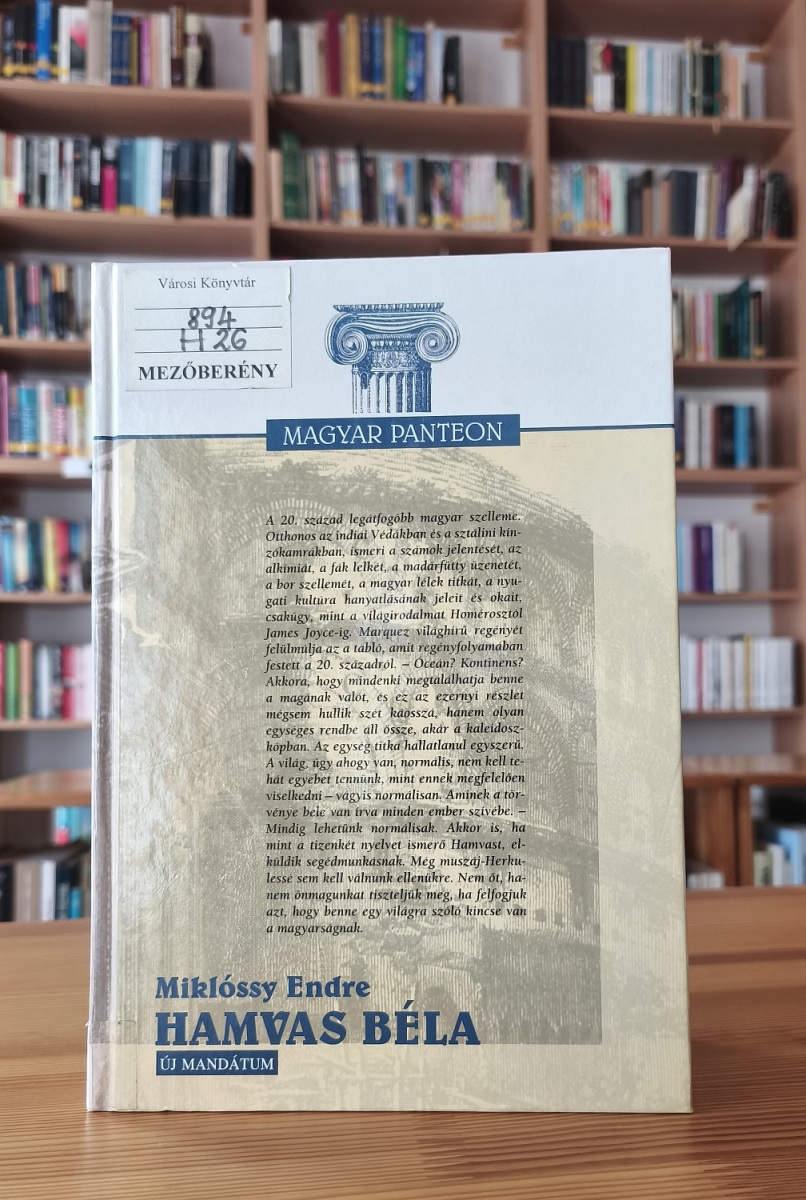 Városi Könyvtár
894
H 26
MEZŐBERÉNY
MAGYAR PANTEON
A 20. század legátfogóbb magyar szelleme.
Otthonos az indiai Védákban és a sztálini kín-
zókamrákban, ismeri a számok jelentését, az
alkímiát, a fák lelkét, a madárfütty üzenetét,
a bor szellemét, a magyar lélek titkát, a nyu-
gati kultúra hanyatlásának jeleit és okait,
csakúgy, mint a világirodalmat Homérosztól
James Joyce-ig. Marquez világhírű regényét
felülmúlja az a tabló, amit regényfolyamában
festett a 20. századról. – Óceán? Kontinens?
Akkora, hogy mindenki megtalálhatja benne
a magának valót, és ez az ezernyi részlet
mégsem hullik szét káosszá, hanem olyan
egységes rendbe áll össze, akár a kaleidosz-
kópban. Az egység titka hallatlanul egyszerű.
A világ, úgy ahogy van, normális, nem kell te-
hát egyebet tennünk, mint ennek megfelelően
viselkedni – vagyis normálisan. Aminek a tör-
vénye bele van írva minden ember szívébe. –
Mindig lehetünk normálisak. Akkor is, ha
mint a tizenkét nyelvet ismerő Hamvast, el-
küldik segédmunkásnak. Még muszáj-Herku-
lessé sem kell válnunk ellenükre. Nem őt, ha-
nem önmagunkat tiszteljük meg, ha felfogjuk
azt, hogy benne egy világra szóló kincse van
a magyarságnak.
Miklóssy Endre
HAMVAS BÉLA
ÚJ MANDÁTUM